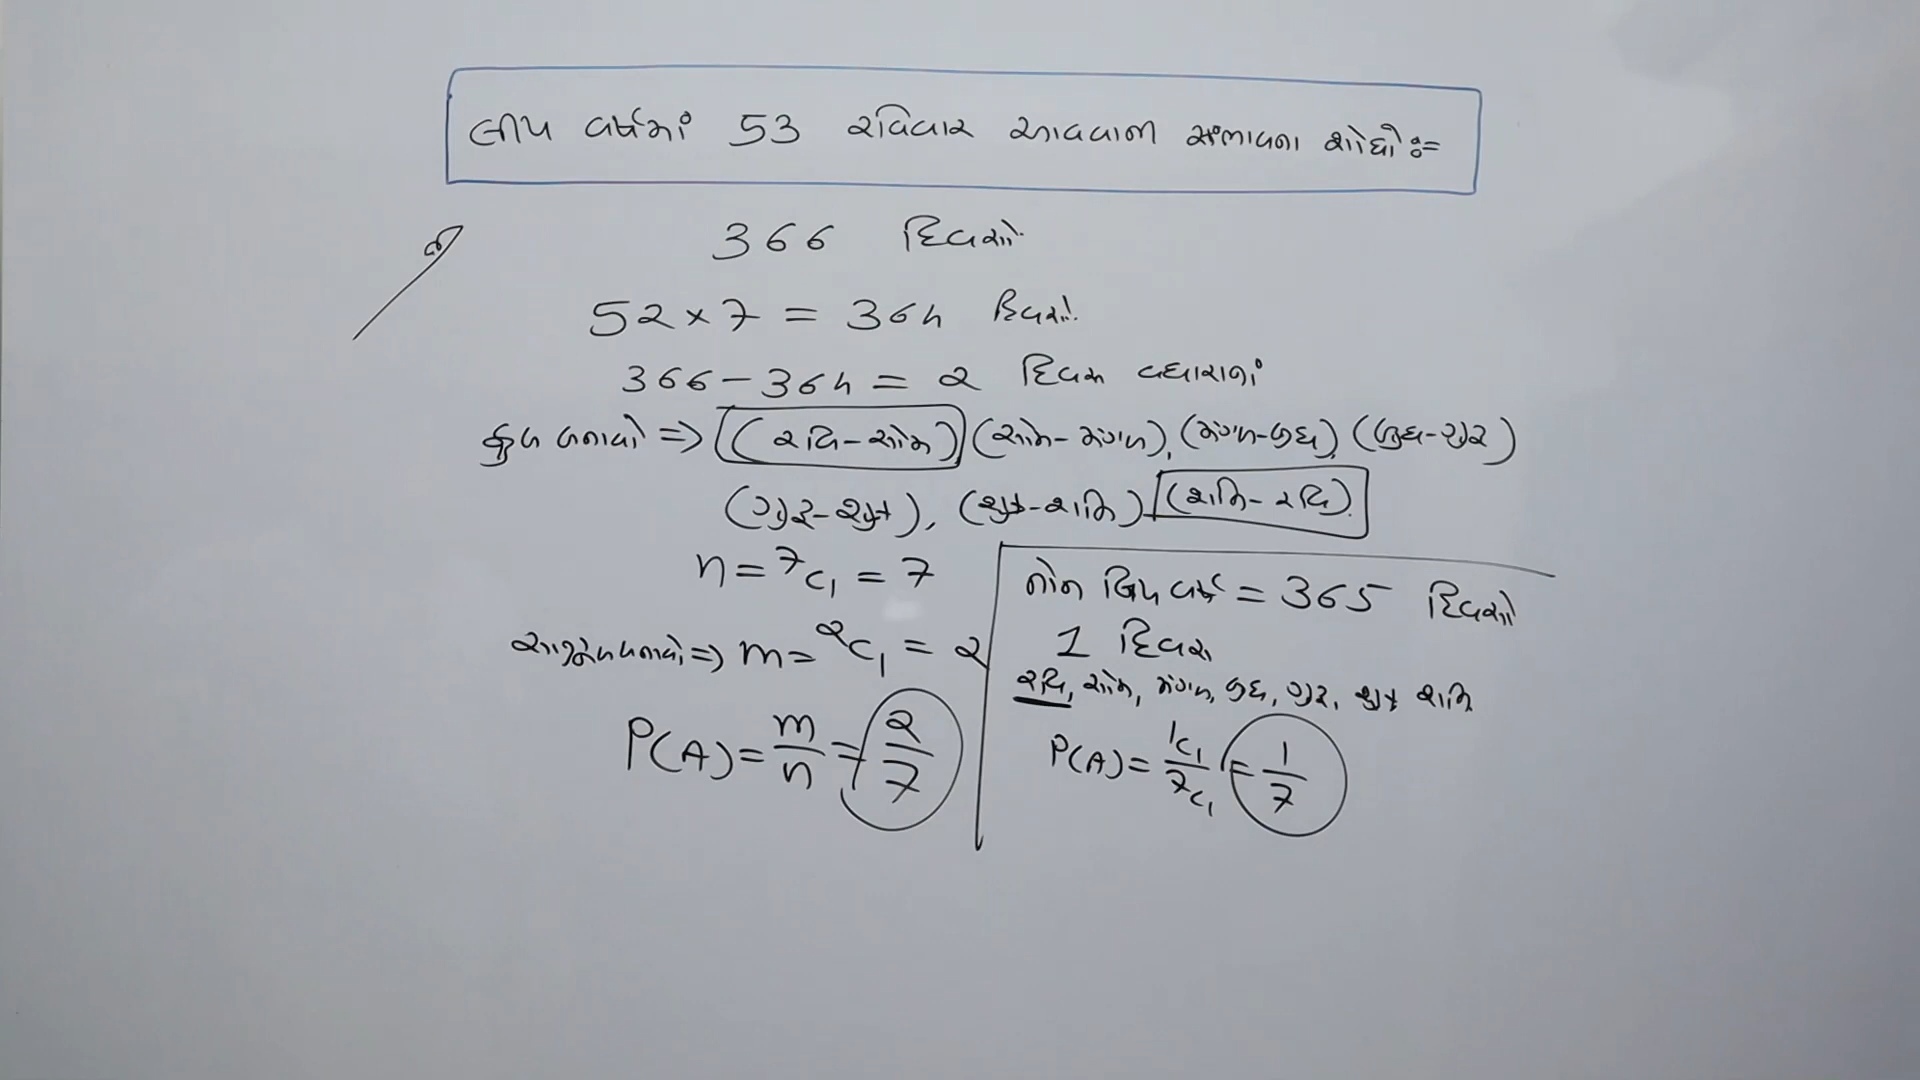 લીપ વર્ષમાં 53 રવિવાર આવવાની સંભાવના શોધો :=
366 દિવસો
52 × 7 = 364 દિવસો
366 - 364 = 2 દિવસ વધારાનાં
કુલ બનાવો => (રવિ-સોમ) (સોમ-મંગળ), (મંગળ-બુધ), (બુધ-ગુરૂ)
(ગુરૂ-શુક્ર), (શુક્ર-શનિ) (શનિ-રવિ)
n = ⁷c₁ = 7
સાનુકૂળ બનાવો => m = ²c₁ = 2
P(A) = m/n = 2/7
નોન લિપ વર્ષ = 365 દિવસો
1 દિવસ
રવિ, સોમ, મંગળ, બુધ, ગુરૂ, શુક્ર શનિ
P(A) = ¹c₁/⁷c₁ = 1/7